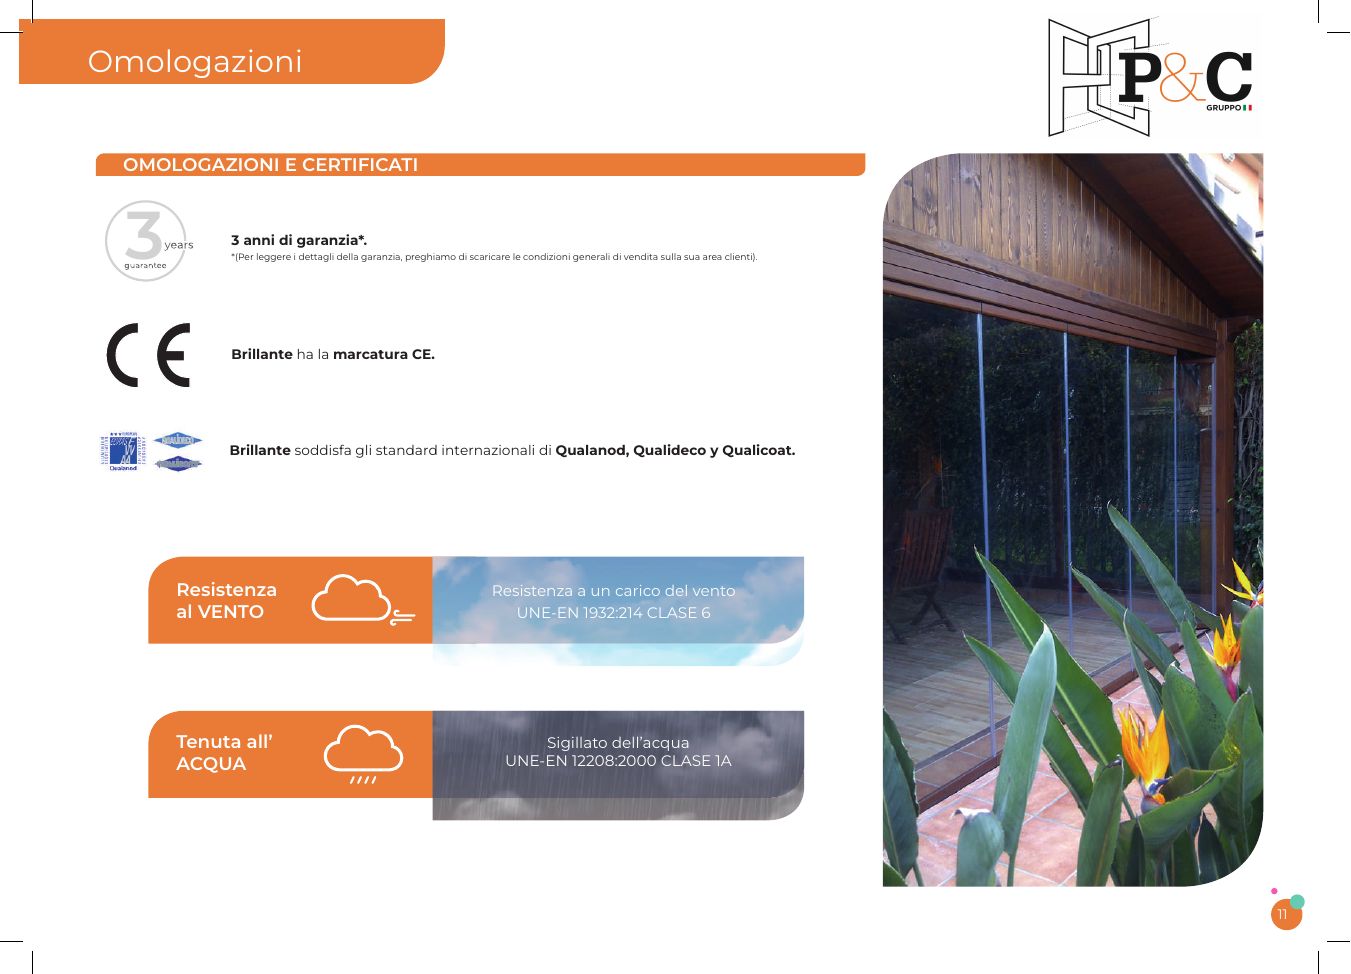 Omologazioni
P&C
GRUPPO
OMOLOGAZIONI E CERTIFICATI
3 years
guarantee
3 anni di garanzia*.
*(Per leggere i dettagli della garanzia, preghiamo di scaricare le condizioni generali di vendita sulla sua area clienti).
CE
Brillante ha la marcatura CE.
Qualanod
Brillante soddisfa gli standard internazionali di Qualanod, Qualideco y Qualicoat.
Resistenza
al VENTO
Resistenza a un carico del vento
UNE-EN 1932:214 CLASE 6
Tenuta all’
ACQUA
Sigillato dell’acqua
UNE-EN 12208:2000 CLASE 1A
11